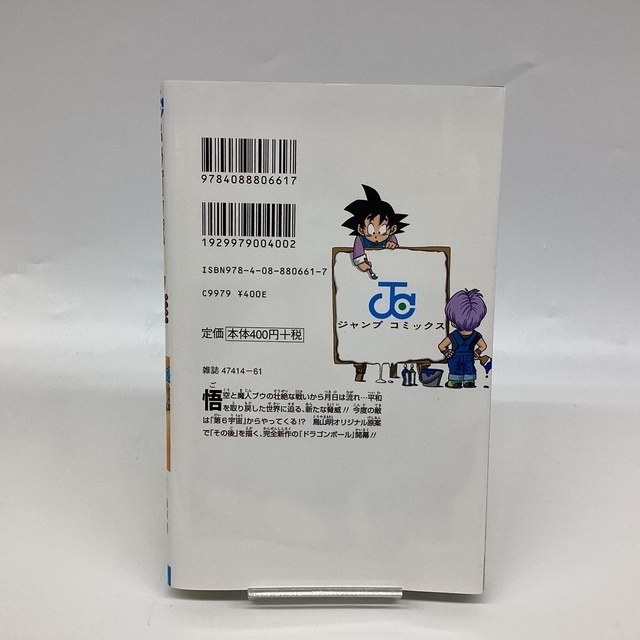 9784088806617
1929979004002
ISBN978-4-08-880661-7
C9979 ¥400E
定価 本体400円+税
雑誌 47414-61
JC
ジャンプ コミックス
悟空と魔人ブウの壮絶な戦いから月日は流れ…平和
を取り戻した世界に迫る、新たな脅威!! 今度の敵
は「第6宇宙」からやってくる!? 鳥山明オリジナル原案
で「その後」を描く、完全新作の「ドラゴンボール」開幕!!